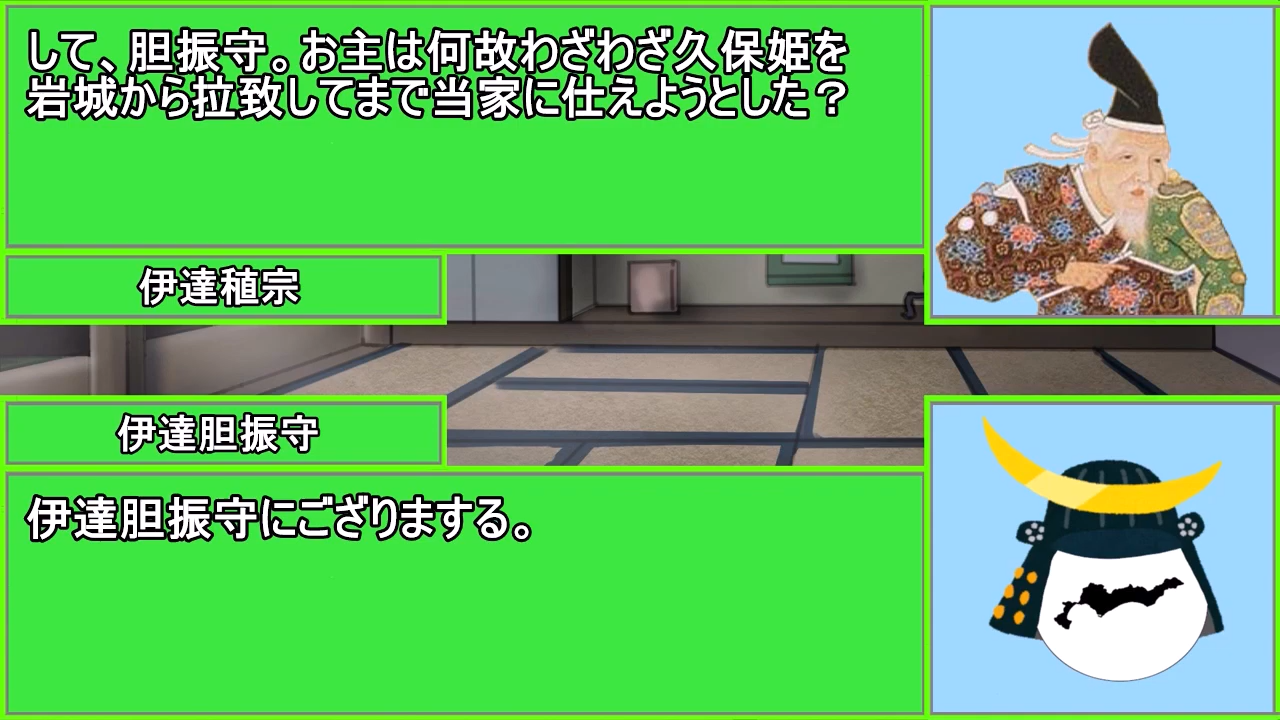 して、胆振守。お主は何故わざわざ久保姫を
岩城から拉致してまで当家に仕えようとした？
伊達稙宗
伊達胆振守
伊達胆振守にござりまする。